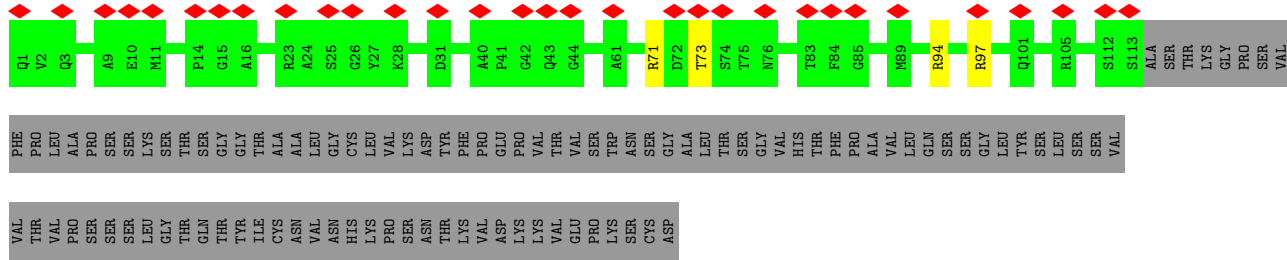 Q1 V2 Q3 A9 E10 M11 P14 G15 A16 R23 A24 S25 G26 Y27 K28 D31 A40 P41 G42 Q43 G44 A61 R71 D72 T73 S74 T75 N76 T83 F84 G85 M89 R94 R97 Q101 R105 S112 S113 ALA SER THR LYS GLY PRO SER VAL
PHE PRO LEU ALA PRO SER SER LYS SER THR SER GLY GLY THR ALA ALA LEU GLY CYS LEU VAL LYS ASP TYR PHE PRO GLU PRO VAL THR VAL SER TRP ASN SER GLY ALA LEU THR SER GLY VAL HIS THR PHE PRO ALA VAL LEU GLN SER SER GLY LEU TYR SER LEU SER SER VAL
VAL THR VAL PRO SER SER SER LEU GLY THR GLN THR TYR ILE CYS ASN VAL ASN HIS LYS PRO SER ASN THR LYS VAL ASP LYS LYS VAL GLU PRO LYS SER CYS ASP